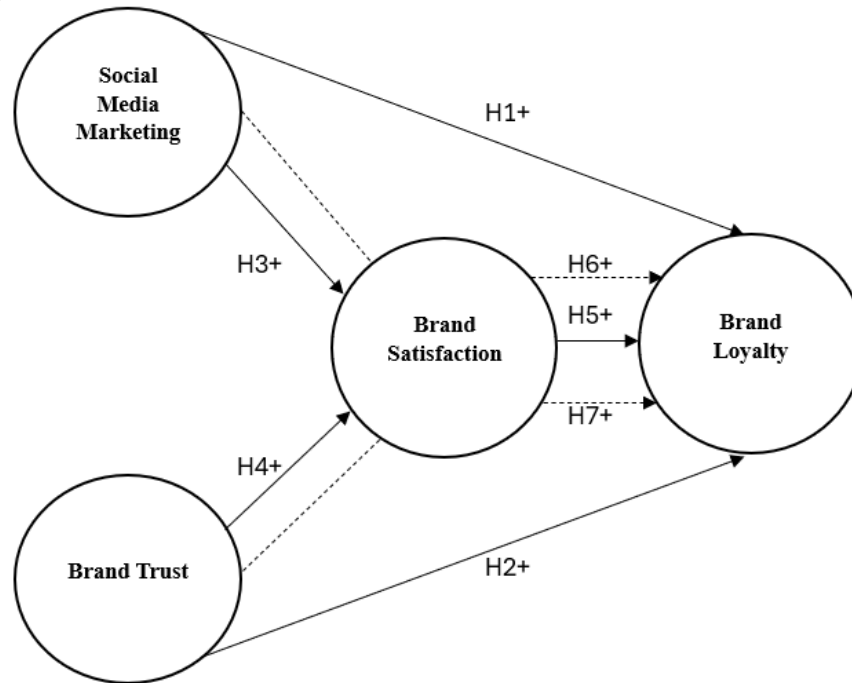 Social
Media
Marketing
H1+
H3+
H6+
H5+
Brand
Satisfaction
Brand
Loyalty
H7+
H4+
Brand Trust
H2+